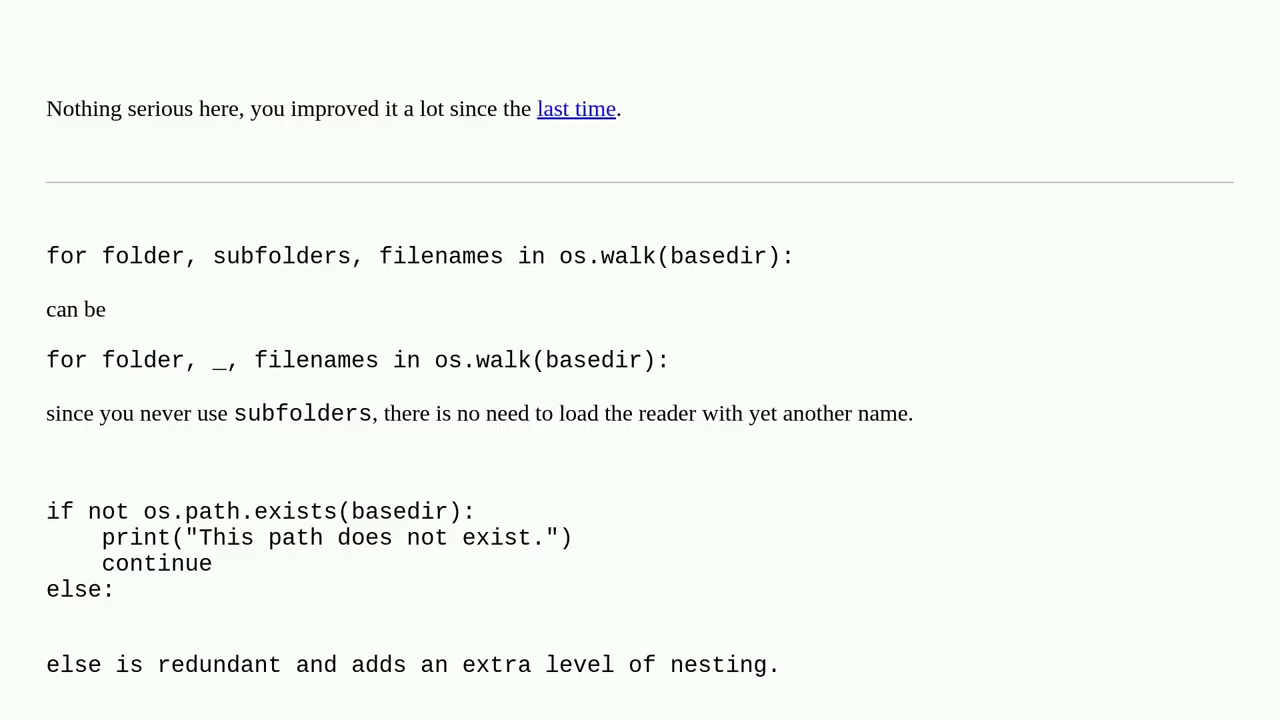 Nothing serious here, you improved it a lot since the last time.
for folder, subfolders, filenames in os.walk(basedir):
can be
for folder, _, filenames in os.walk(basedir):
since you never use subfolders, there is no need to load the reader with yet another name.
if not os.path.exists(basedir):
    print("This path does not exist.")
    continue
else:
else is redundant and adds an extra level of nesting.